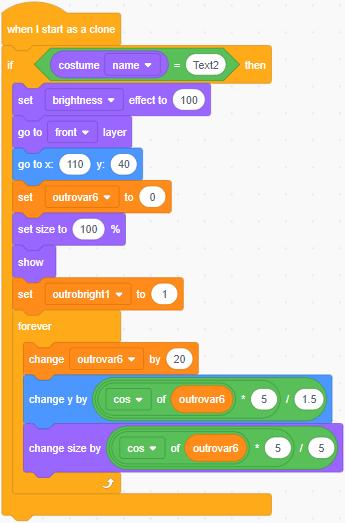 when I start as a clone
if costume name = Text2 then
set brightness effect to 100
go to front layer
go to x: 110 y: 40
set outrovar6 to 0
set size to 100 %
show
set outrobright1 to 1
forever
change outrovar6 by 20
change y by cos of outrovar6 * 5 / 1.5
change size by cos of outrovar6 * 5 / 5